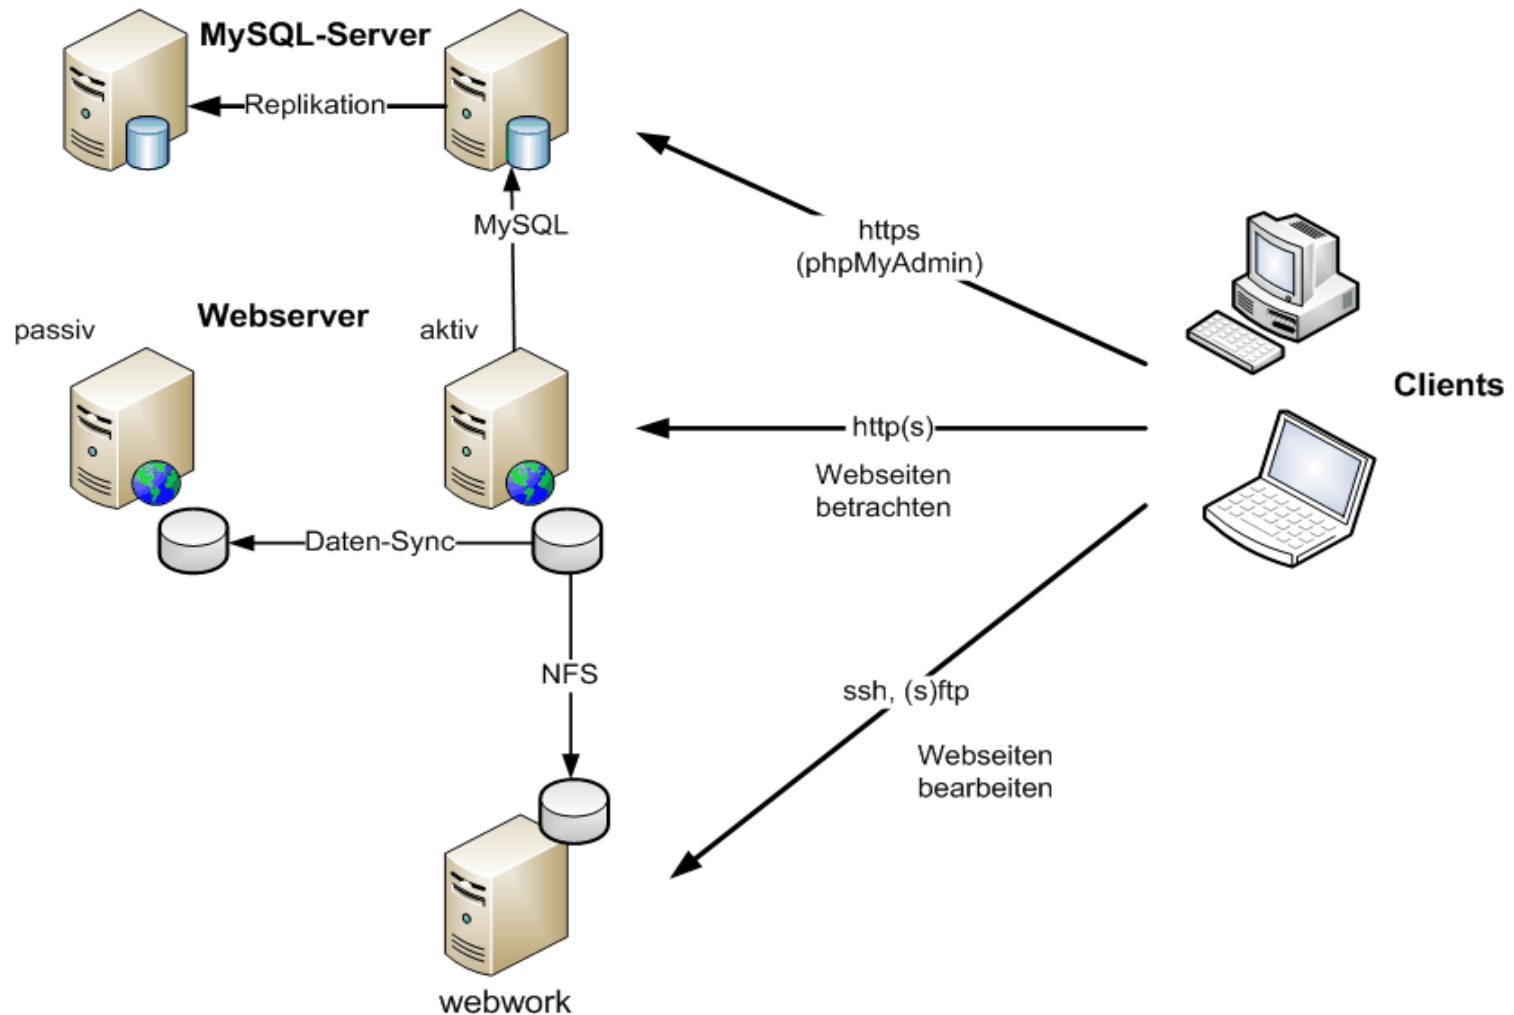 MySQL-Server
Replikation
MySQL
https
(phpMyAdmin)
Webserver
passiv
aktiv
Clients
http(s)
Webseiten
betrachten
Daten-Sync
NFS
ssh, (s)ftp
Webseiten
bearbeiten
webwork